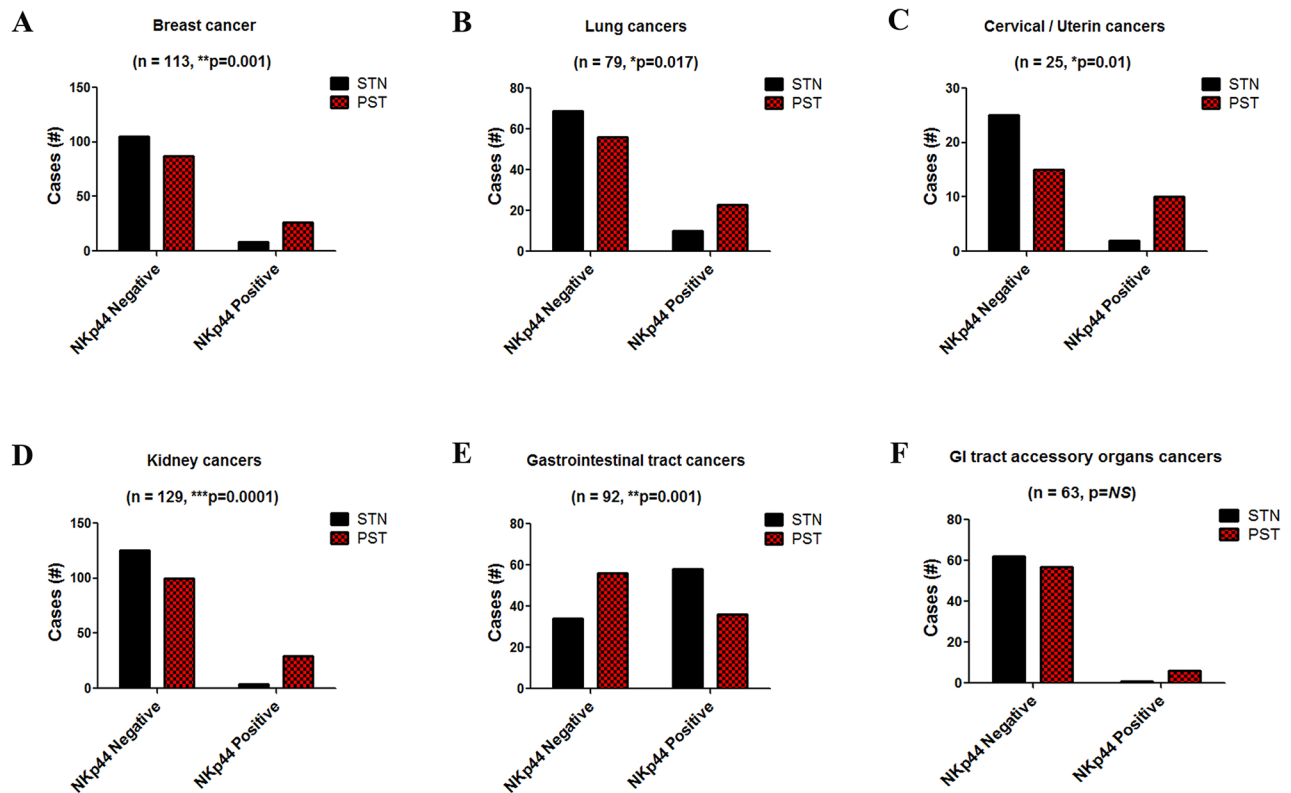 A
Breast cancer
(n = 113, **p=0.001)
STN
PST
150
100
50
0
Cases (#)
NKp44 Negative
NKp44 Positive
B
Lung cancers
(n = 79, *p=0.017)
STN
PST
80
60
40
20
0
Cases (#)
NKp44 Negative
NKp44 Positive
C
Cervical / Uterin cancers
(n = 25, *p=0.01)
STN
PST
30
20
10
0
Cases (#)
NKp44 Negative
NKp44 Positive
D
Kidney cancers
(n = 129, ***p=0.0001)
STN
PST
150
100
50
0
Cases (#)
NKp44 Negative
NKp44 Positive
E
Gastrointestinal tract cancers
(n = 92, **p=0.001)
STN
PST
80
60
40
20
0
Cases (#)
NKp44 Negative
NKp44 Positive
F
GI tract accessory organs cancers
(n = 63, p=NS)
STN
PST
80
60
40
20
0
Cases (#)
NKp44 Negative
NKp44 Positive